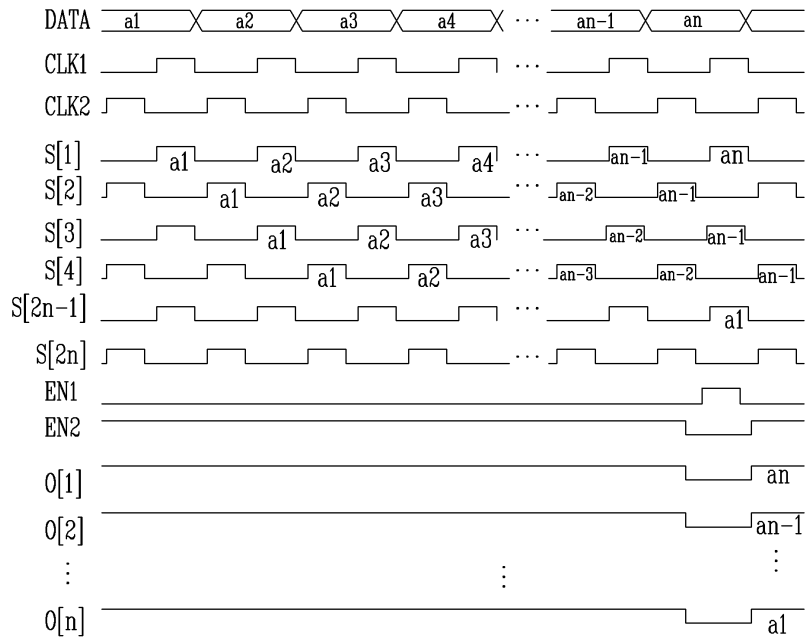 DATA a1 a2 a3 a4 ··· an-1 an
CLK1 ···
CLK2 ···
S[1] a1 a2 a3 a4 ··· an-1 an
S[2] a1 a2 a3 ··· an-2 an-1
S[3] a1 a2 a3 ··· an-2 an-1
S[4] a1 a2 ··· an-3 an-2 an-1
S[2n-1] ··· a1
S[2n] ···
EN1
EN2
O[1] an
O[2] an-1
⋮ ⋮ ⋮
O[n] a1